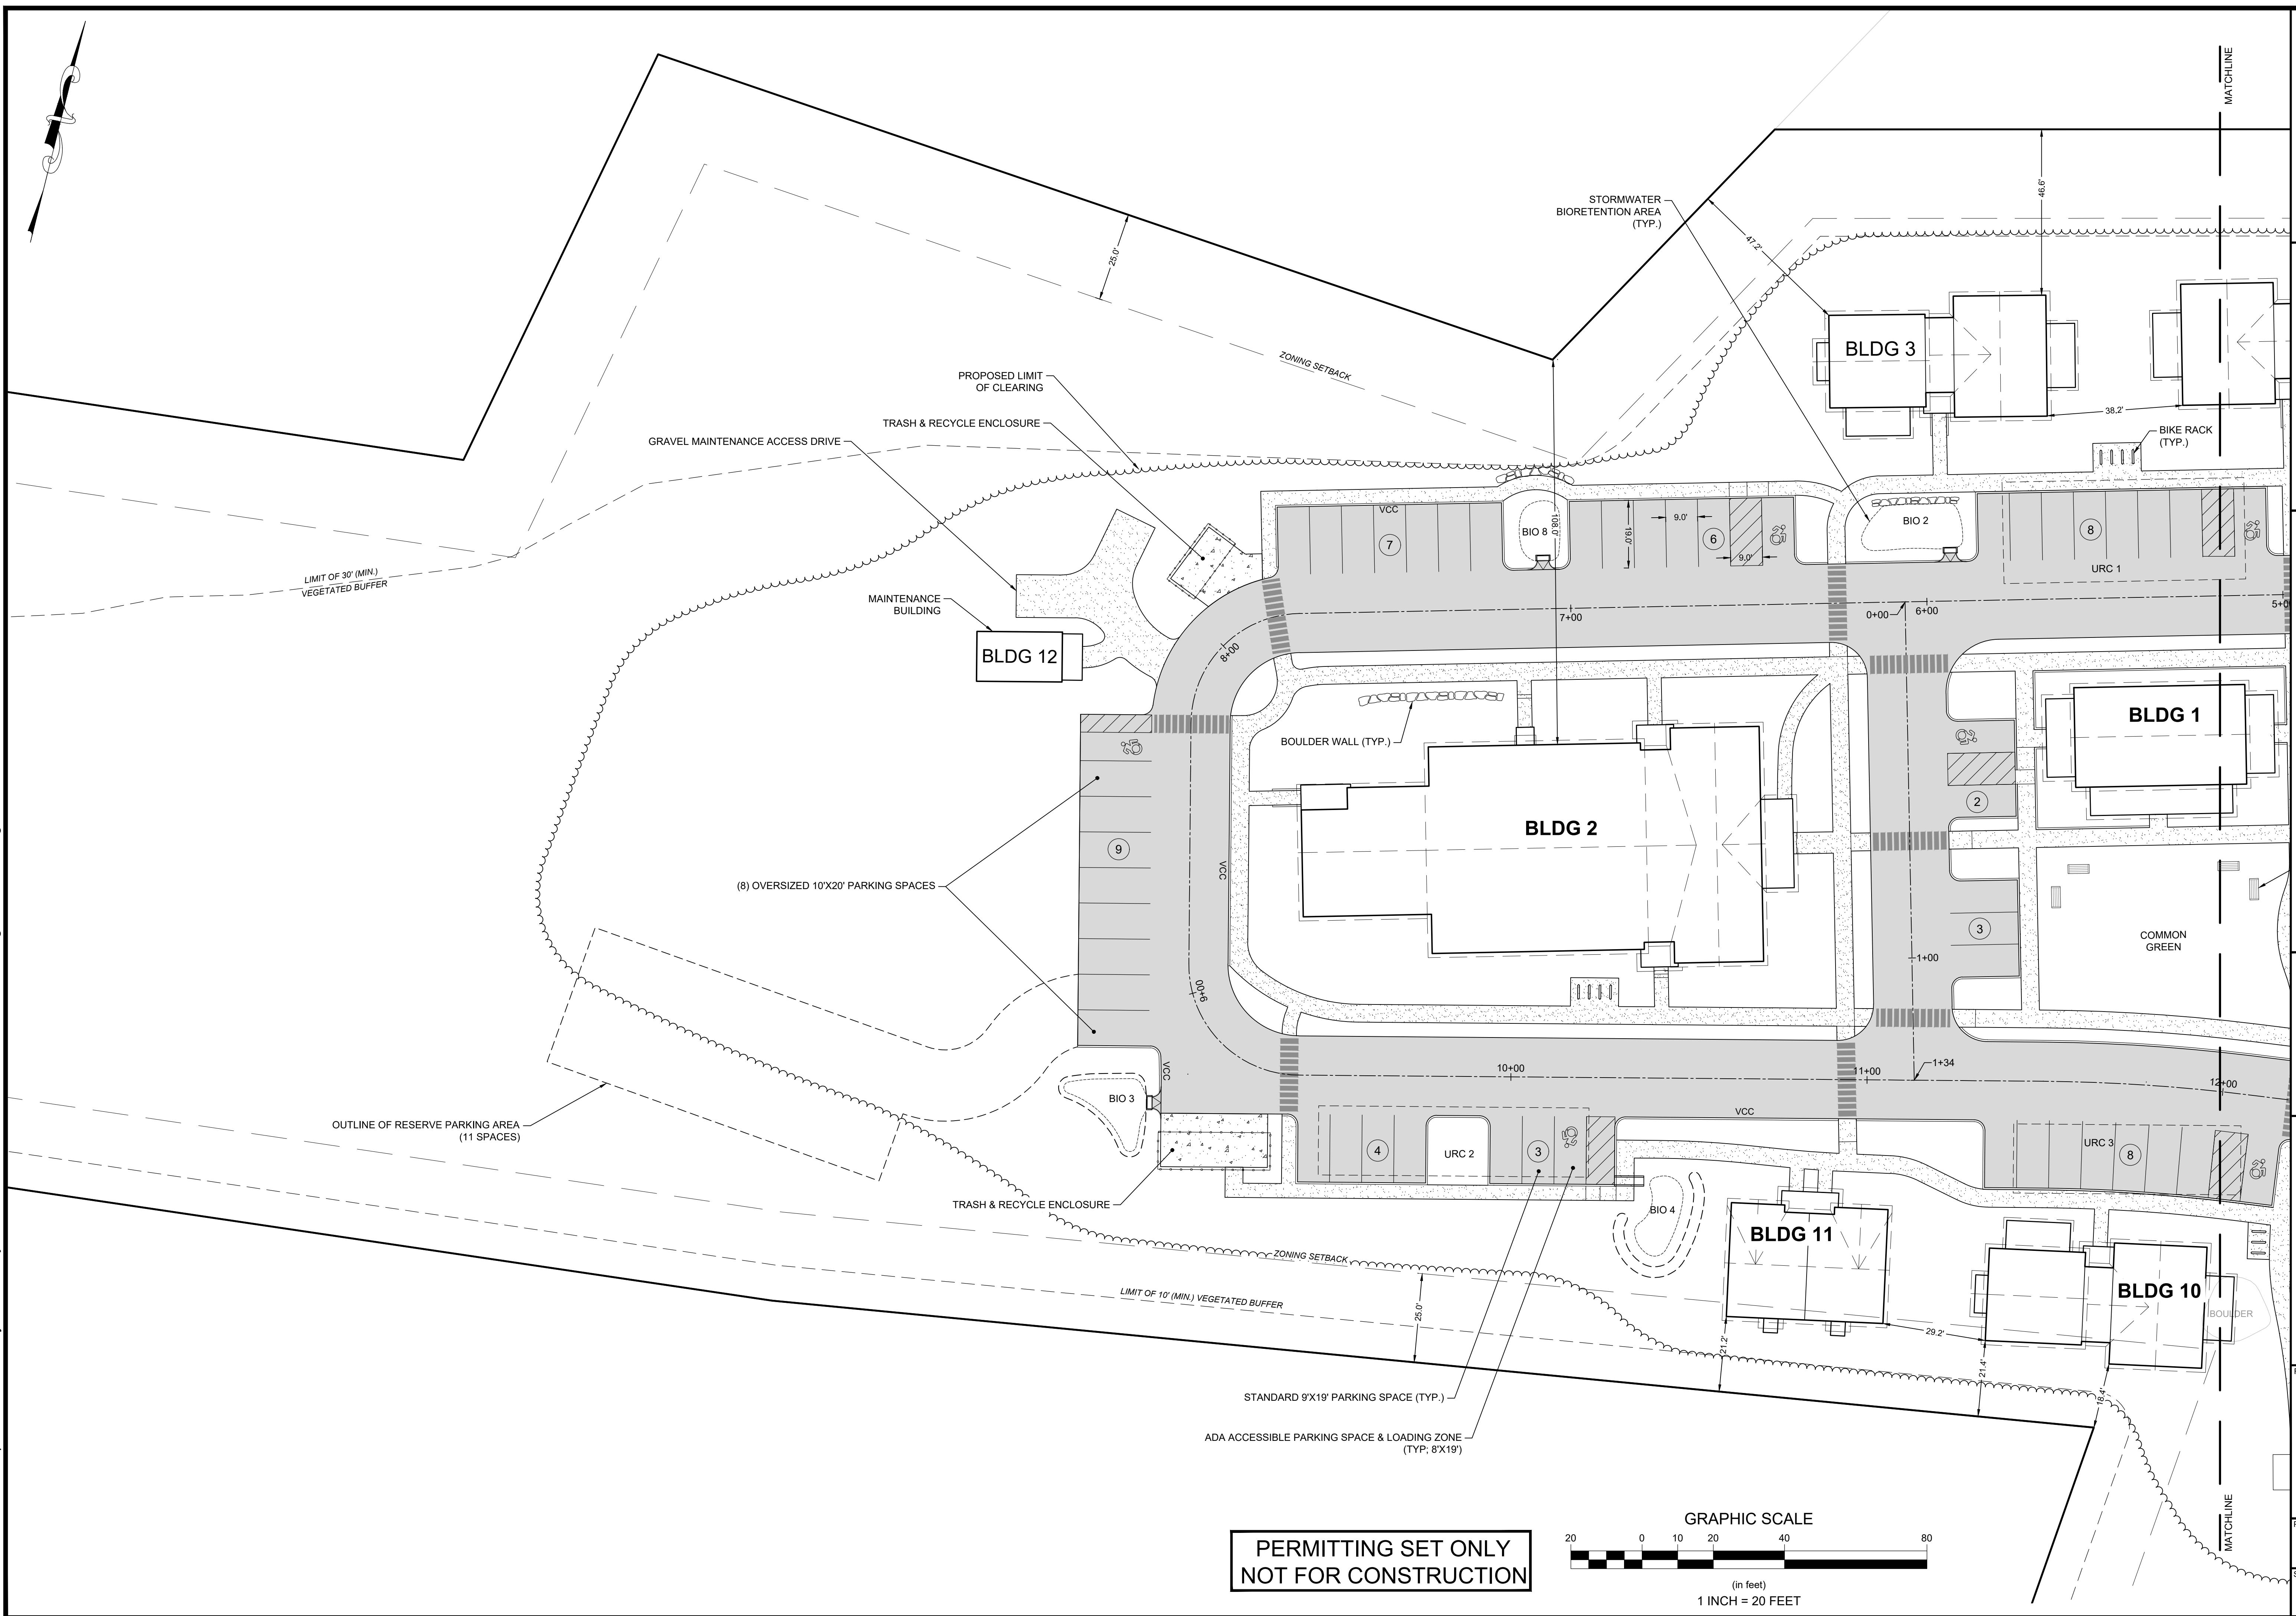 MATCHLINE
STORMWATER
BIORETENTION AREA
(TYP.)
46.6'
47.2'
25.0'
ZONING SETBACK
BLDG 3
PROPOSED LIMIT
OF CLEARING
TRASH & RECYCLE ENCLOSURE
GRAVEL MAINTENANCE ACCESS DRIVE
38.2'
BIKE RACK
(TYP.)
VCC
BIO 8
108.0'
19.0'
9.0'
9.0'
7
6
BIO 2
8
URC 1
LIMIT OF 30' (MIN.)
VEGETATED BUFFER
MAINTENANCE
BUILDING
BLDG 12
7+00
0+00
6+00
8+00
BOULDER WALL (TYP.)
BLDG 1
2
BLDG 2
9
VCC
(8) OVERSIZED 10'X20' PARKING SPACES
3
COMMON
GREEN
1+00
9+00
10+00
11+00
1+34
12+00
VCC
BIO 3
VCC
OUTLINE OF RESERVE PARKING AREA
(11 SPACES)
4
URC 2
3
URC 3
8
TRASH & RECYCLE ENCLOSURE
BIO 4
BLDG 11
ZONING SETBACK
LIMIT OF 10' (MIN.) VEGETATED BUFFER
25.0'
BLDG 10
BOULDER
21.2'
29.2'
21.4'
18.4'
STANDARD 9'X19' PARKING SPACE (TYP.)
ADA ACCESSIBLE PARKING SPACE & LOADING ZONE
(TYP; 8'X19')
MATCHLINE
PERMITTING SET ONLY
NOT FOR CONSTRUCTION
GRAPHIC SCALE
20 0 10 20 40 80
(in feet)
1 INCH = 20 FEET